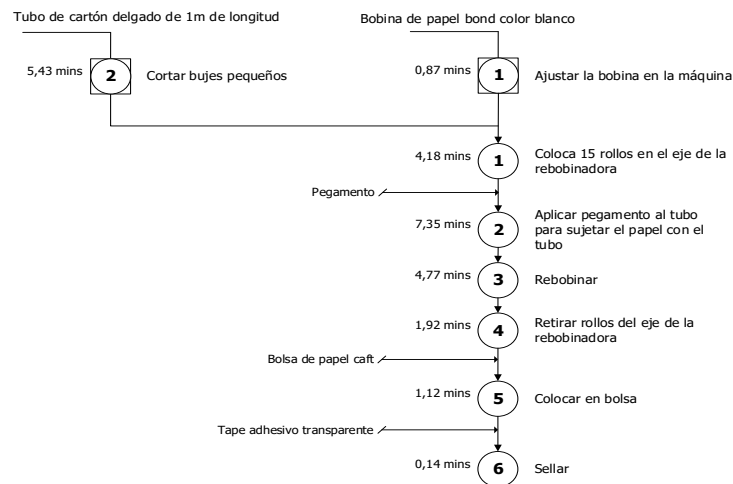 Tubo de cartón delgado de 1m de longitud
Bobina de papel bond color blanco
5,43 mins
2
Cortar bujes pequeños
0,87 mins
1
Ajustar la bobina en la máquina
4,18 mins
1
Coloca 15 rollos en el eje de la
rebobinadora
Pegamento
7,35 mins
2
Aplicar pegamento al tubo
para sujetar el papel con el
tubo
4,77 mins
3
Rebobinar
1,92 mins
4
Retirar rollos del eje de la
rebobinadora
Bolsa de papel caft
1,12 mins
5
Colocar en bolsa
Tape adhesivo transparente
0,14 mins
6
Sellar